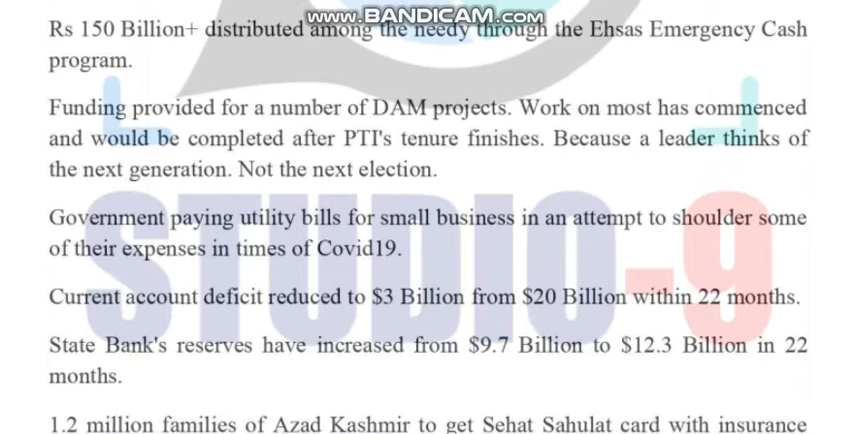 www.BANDICAM.com
Rs 150 Billion+ distributed among the needy through the Ehsas Emergency Cash
program.
Funding provided for a number of DAM projects. Work on most has commenced
and would be completed after PTI's tenure finishes. Because a leader thinks of
the next generation. Not the next election.
Government paying utility bills for small business in an attempt to shoulder some
of their expenses in times of Covid19.
STUDIO-9
Current account deficit reduced to $3 Billion from $20 Billion within 22 months.
State Bank's reserves have increased from $9.7 Billion to $12.3 Billion in 22
months.
1.2 million families of Azad Kashmir to get Sehat Sahulat card with insurance